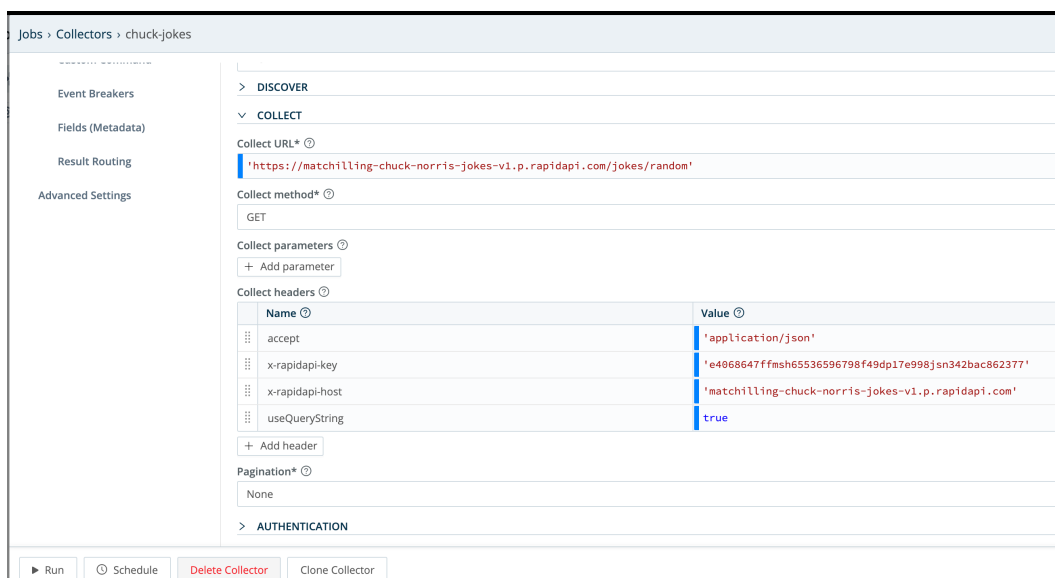 Jobs › Collectors › chuck-jokes
Event Breakers
Fields (Metadata)
Result Routing
Advanced Settings
DISCOVER
COLLECT
Collect URL*
'https://matchilling-chuck-norris-jokes-v1.p.rapidapi.com/jokes/random'
Collect method*
GET
Collect parameters
+ Add parameter
Collect headers
Name Value
accept 'application/json'
x-rapidapi-key 'e4068647ffmsh65536596798f49dp17e998jsn342bac862377'
x-rapidapi-host 'matchilling-chuck-norris-jokes-v1.p.rapidapi.com'
useQueryString true
+ Add header
Pagination*
None
AUTHENTICATION
Run Schedule Delete Collector Clone Collector